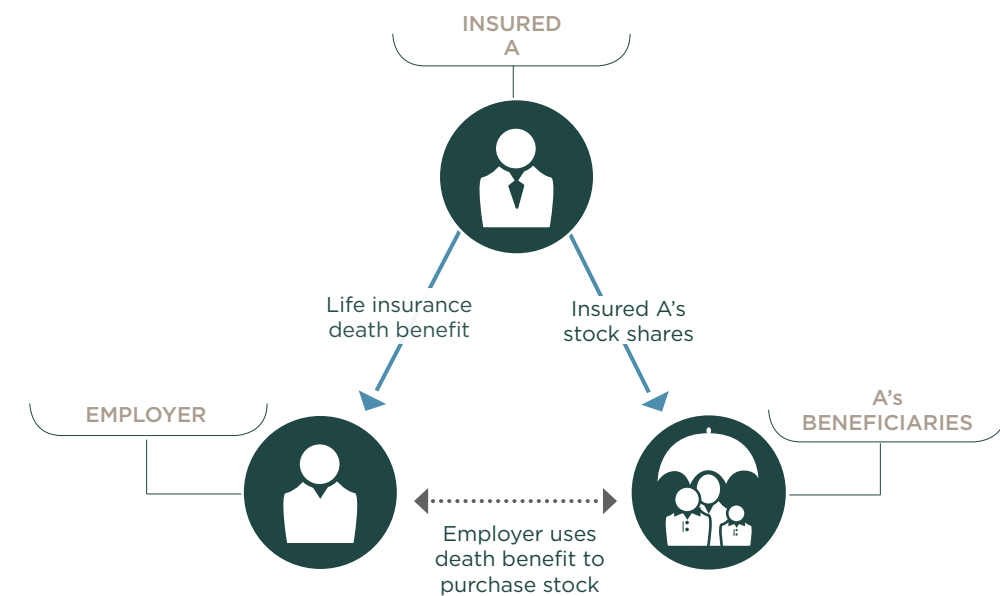 INSURED
A
Life insurance
death benefit
Insured A's
stock shares
EMPLOYER
A's
BENEFICIARIES
Employer uses
death benefit to
purchase stock